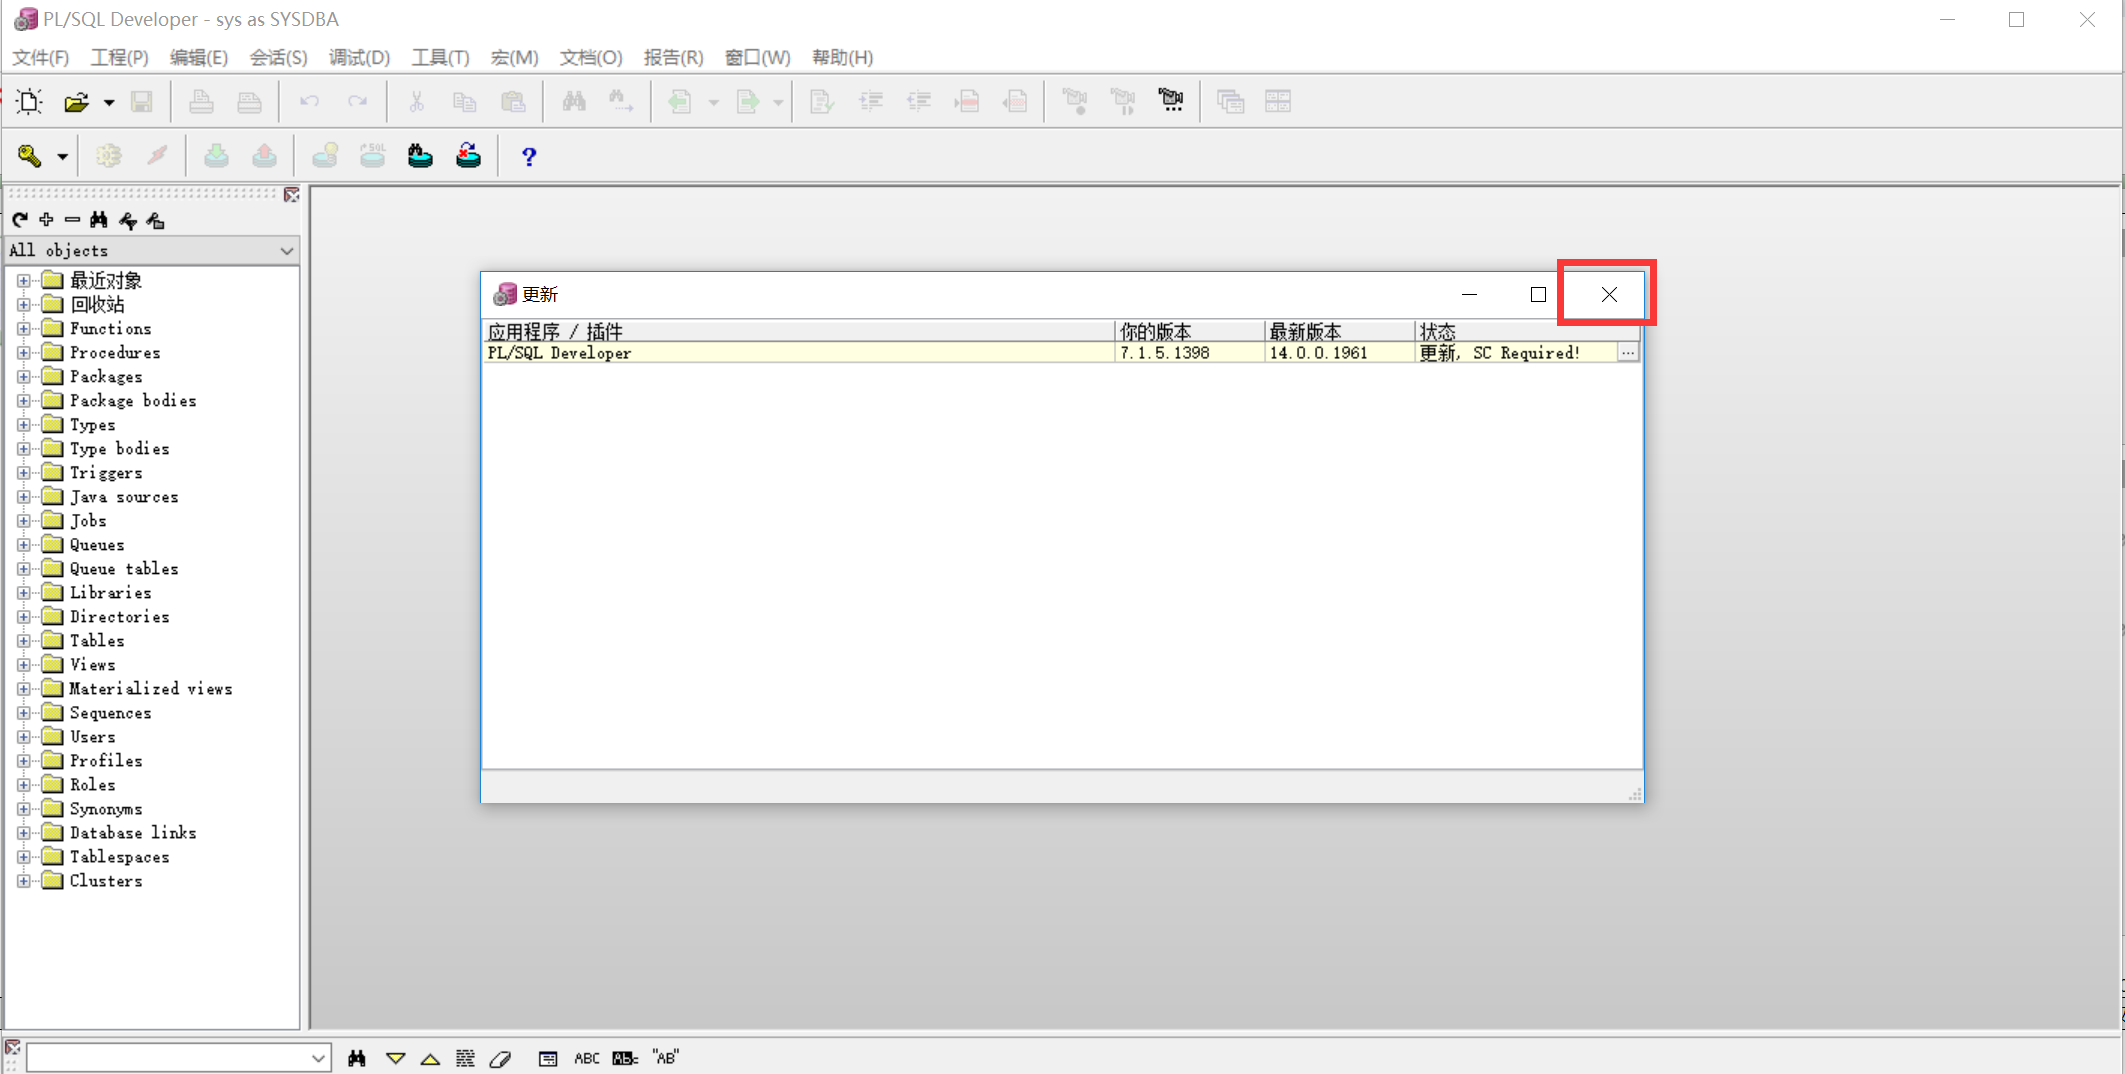 PL/SQL Developer - sys as SYSDBA
文件(F) 工程(P) 编辑(E) 会话(S) 调试(D) 工具(T) 宏(M) 文档(O) 报告(R) 窗口(W) 帮助(H)
SQL
?
All objects
最近对象
回收站
Functions
Procedures
Packages
Package bodies
Types
Type bodies
Triggers
Java sources
Jobs
Queues
Queue tables
Libraries
Directories
Tables
Views
Materialized views
Sequences
Users
Profiles
Roles
Synonyms
Database links
Tablespaces
Clusters
更新
应用程序 / 插件 你的版本 最新版本 状态
PL/SQL Developer 7.1.5.1398 14.0.0.1961 更新, SC Required! ...
ABC "AB"